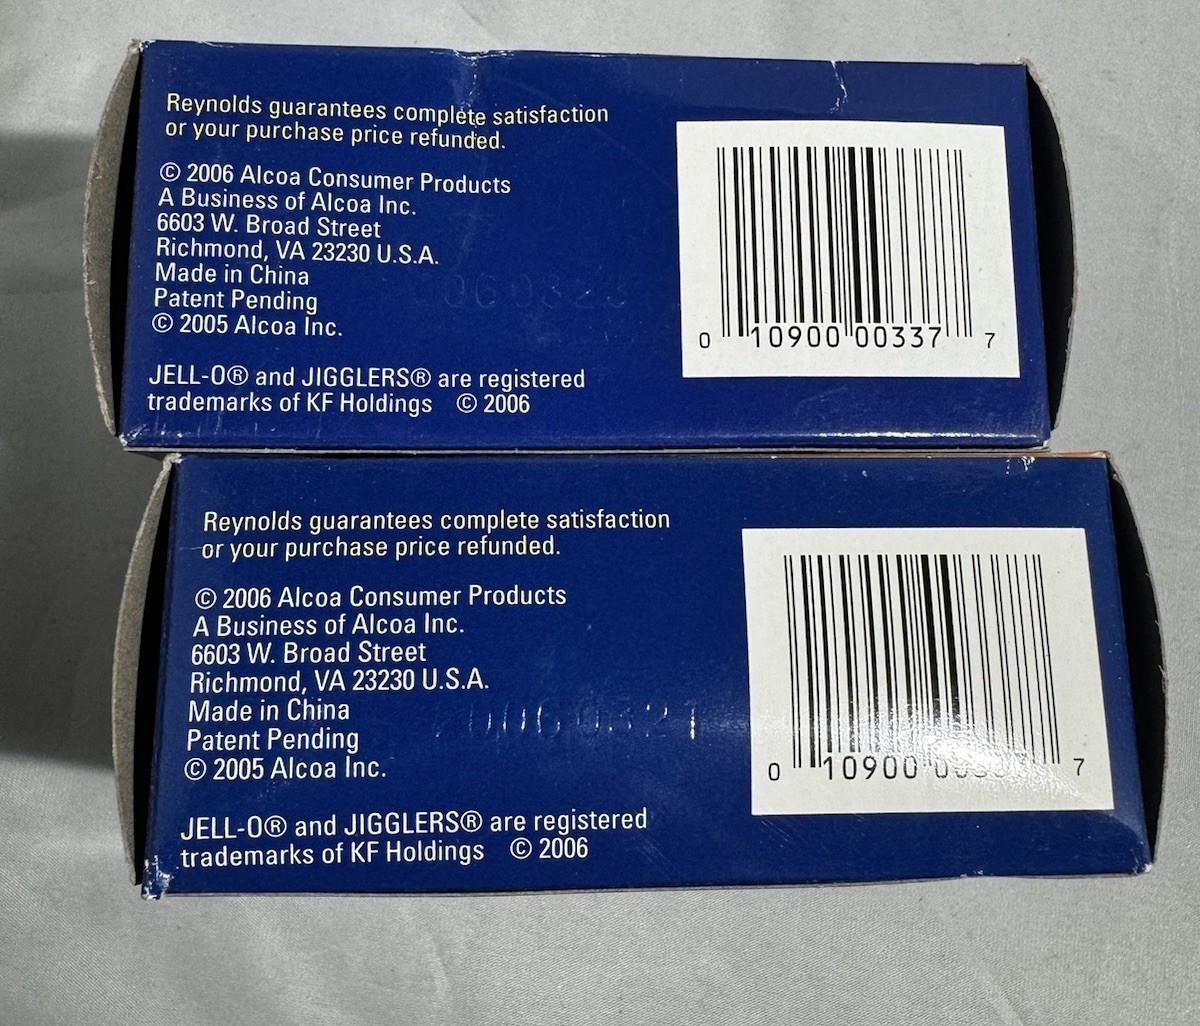 Reynolds guarantees complete satisfaction
or your purchase price refunded.
© 2006 Alcoa Consumer Products
A Business of Alcoa Inc.
6603 W. Broad Street
Richmond, VA 23230 U.S.A.
Made in China
Patent Pending
© 2005 Alcoa Inc.
JELL-O® and JIGGLERS® are registered
trademarks of KF Holdings © 2006
0 10900 00337 7
Reynolds guarantees complete satisfaction
or your purchase price refunded.
© 2006 Alcoa Consumer Products
A Business of Alcoa Inc.
6603 W. Broad Street
Richmond, VA 23230 U.S.A.
Made in China
Patent Pending
© 2005 Alcoa Inc.
JELL-O® and JIGGLERS® are registered
trademarks of KF Holdings © 2006
0 10900 7